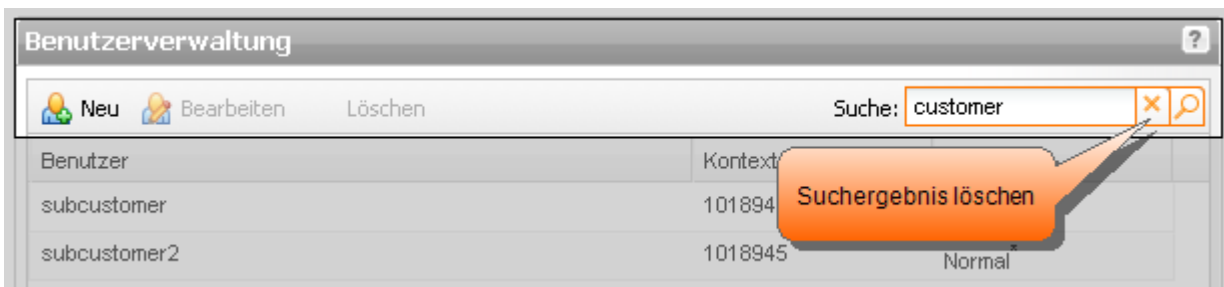 Benutzerverwaltung ?
Neu Bearbeiten Löschen Suche: customer
Benutzer Kontext
subcustomer 101894
Suchergebnis löschen
subcustomer2 1018945 Normal